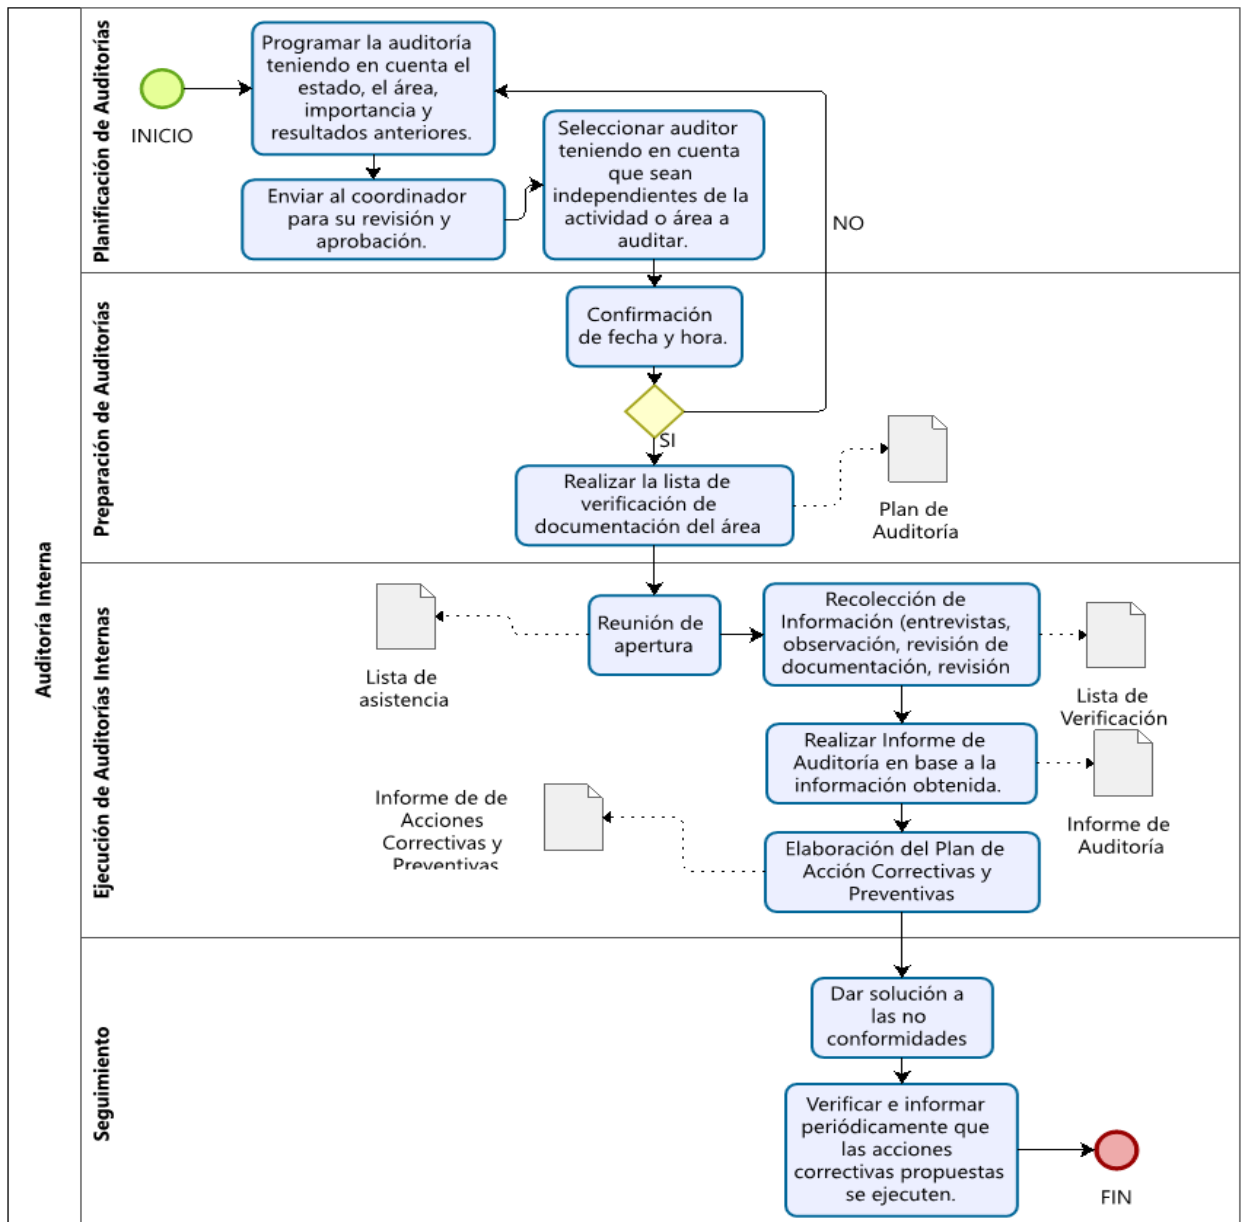 Auditoría Interna
Planificación de Auditorías
INICIO
Programar la auditoría
teniendo en cuenta el
estado, el área,
importancia y
resultados anteriores.
Enviar al coordinador
para su revisión y
aprobación.
Seleccionar auditor
teniendo en cuenta
que sean
independientes de la
actividad o área a
auditar.
NO
Preparación de Auditorías
Confirmación
de fecha y hora.
SI
Realizar la lista de
verificación de
documentación del área
Plan de
Auditoría
Ejecución de Auditorías Internas
Lista de
asistencia
Reunión de
apertura
Recolección de
Información (entrevistas,
observación, revisión de
documentación, revisión
Lista de
Verificación
Realizar Informe de
Auditoría en base a la
información obtenida.
Informe de
Auditoría
Informe de de
Acciones
Correctivas y
Preventivas
Elaboración del Plan de
Acción Correctivas y
Preventivas
Seguimiento
Dar solución a
las no
conformidades
Verificar e informar
periódicamente que
las acciones
correctivas propuestas
se ejecuten.
FIN